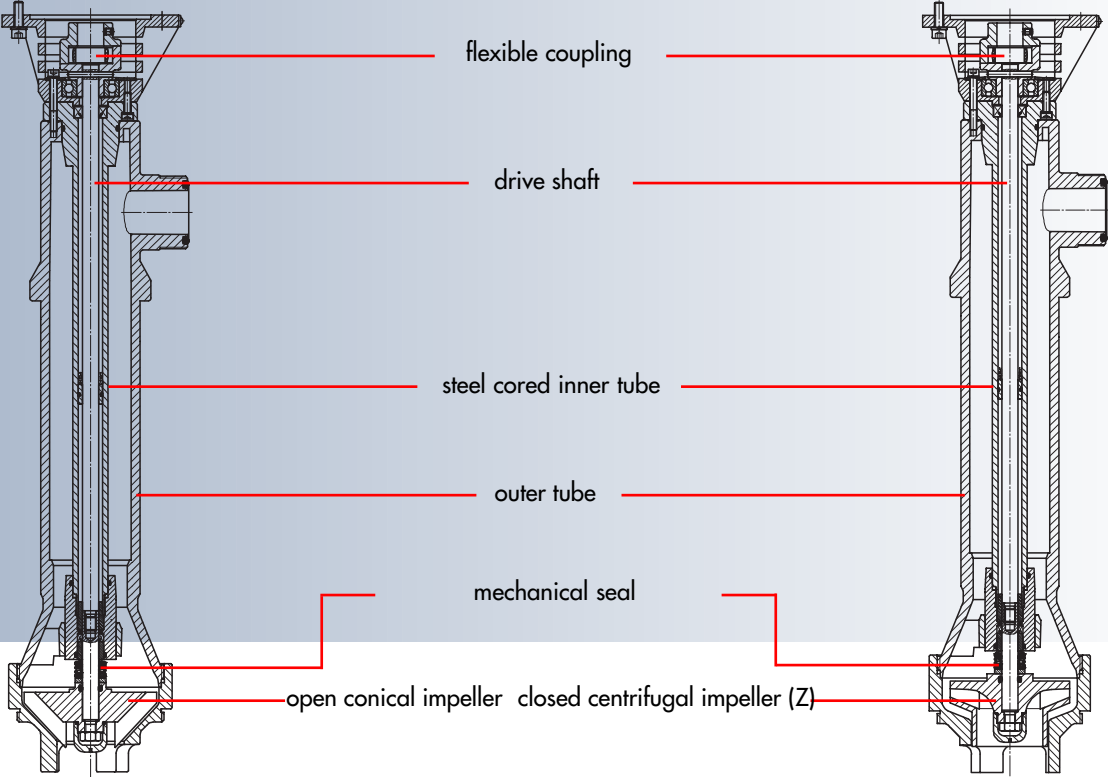 flexible coupling
drive shaft
steel cored inner tube
outer tube
mechanical seal
open conical impeller closed centrifugal impeller (Z)